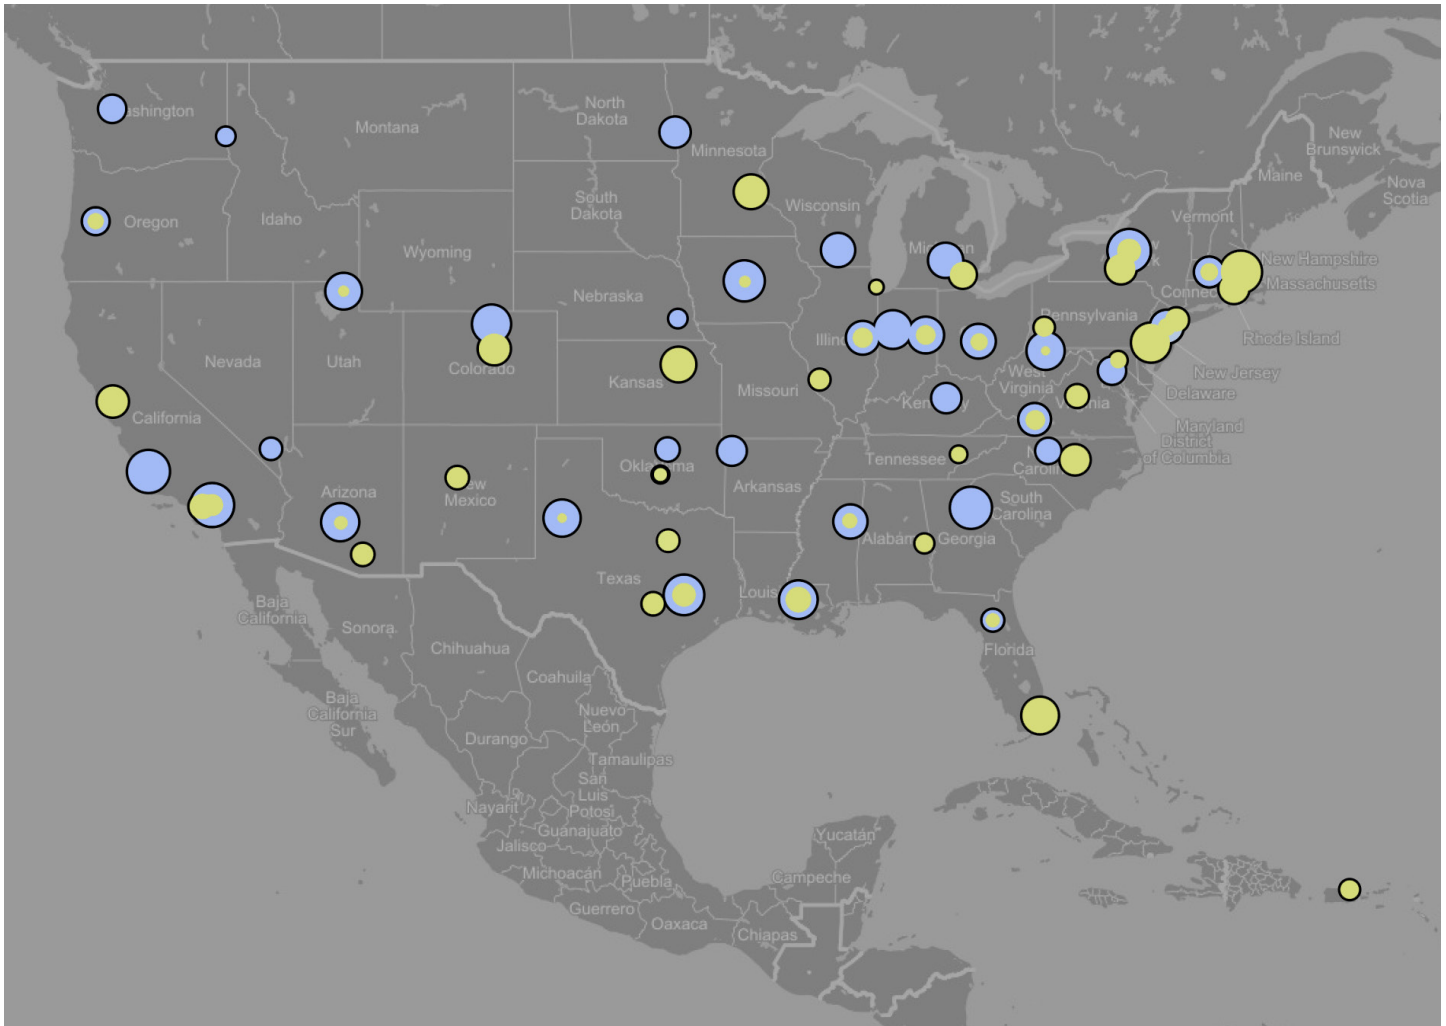 North
Dakota
Montana
Minnesota
New
Brunswick
Maine
Nova
Scotia
Oregon
Idaho
South
Dakota
Wisconsin
Vermont
Wyoming
New Hampshire
Massachusetts
Nebraska
Pennsylvania
Rhode Island
Nevada
Utah
Colorado
Kansas
Missouri
West
Virginia
New Jersey
Delaware
California
Maryland
District
of Columbia
Tennessee
Arizona
Mexico
Arkansas
South
Carolina
Georgia
Texas
Baja
California
Sonora
Chihuahua
Florida
Coahuila
Baja
California
Sur
Nuevo
León
Durango
Tamaulipas
San
Luis
Potosí
Nayarit
Guanajuato
Jalisco
Yucatán
Michoacán
Puebla
Campeche
Guerrero
Oaxaca
Chiapas